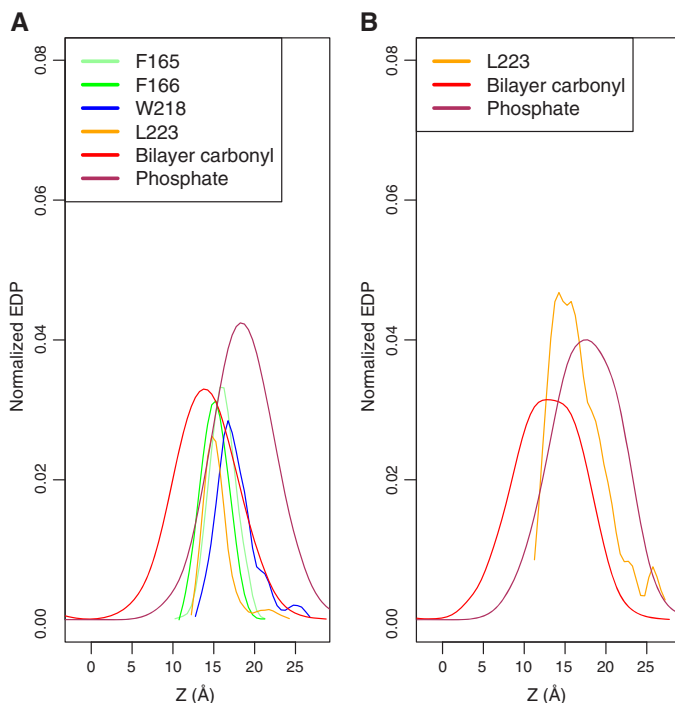 A
F165
F166
W218
L223
Bilayer carbonyl
Phosphate
Normalized EDP
0.00
0.02
0.04
0.06
0.08
0
5
10
15
20
25
Z (Å)
B
L223
Bilayer carbonyl
Phosphate
Normalized EDP
0.00
0.02
0.04
0.06
0.08
0
5
10
15
20
25
Z (Å)